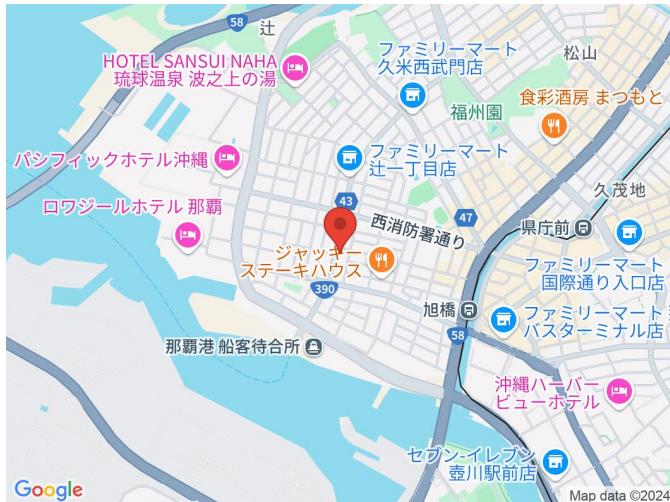 58
辻
HOTEL SANSUI NAHA
琉球温泉 波之上の湯
ファミリーマート
久米西武門店
松山
福州園
食彩酒房 まつもと
パシフィックホテル沖縄
ファミリーマート
辻一丁目店
43
久茂地
ロワジールホテル 那覇
西消防署通り
47
県庁前
ジャッキー
ステーキハウス
ファミリーマート
国際通り入口店
390
旭橋
58
ファミリーマート
バスターミナル店
那覇港 船客待合所
沖縄ハーバー
ビューホテル
セブン-イレブン
壺川駅前店
Google
Map data ©2024